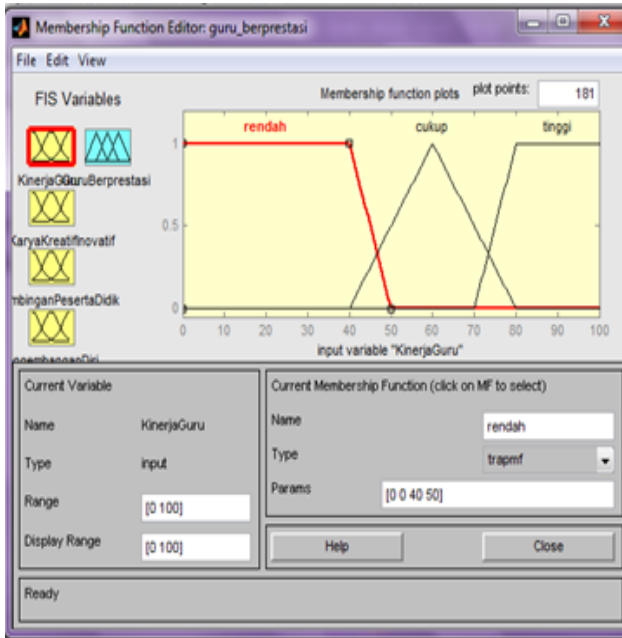 Membership Function Editor: guru_berprestasi
File Edit View
FIS Variables
KinerjaGuru
GuruBerprestasi
KaryaKreatifInovatif
mbinganPesertaDidik
Membership function plots
plot points:
181
rendah
cukup
tinggi
1
0.5
0
0 10 20 30 40 50 60 70 80 90 100
input variable "KinerjaGuru"
Current Variable
Name KinerjaGuru
Type input
Range [0 100]
Display Range [0 100]
Current Membership Function (click on MF to select)
Name rendah
Type trapmf
Params [0 0 40 50]
Help
Close
Ready